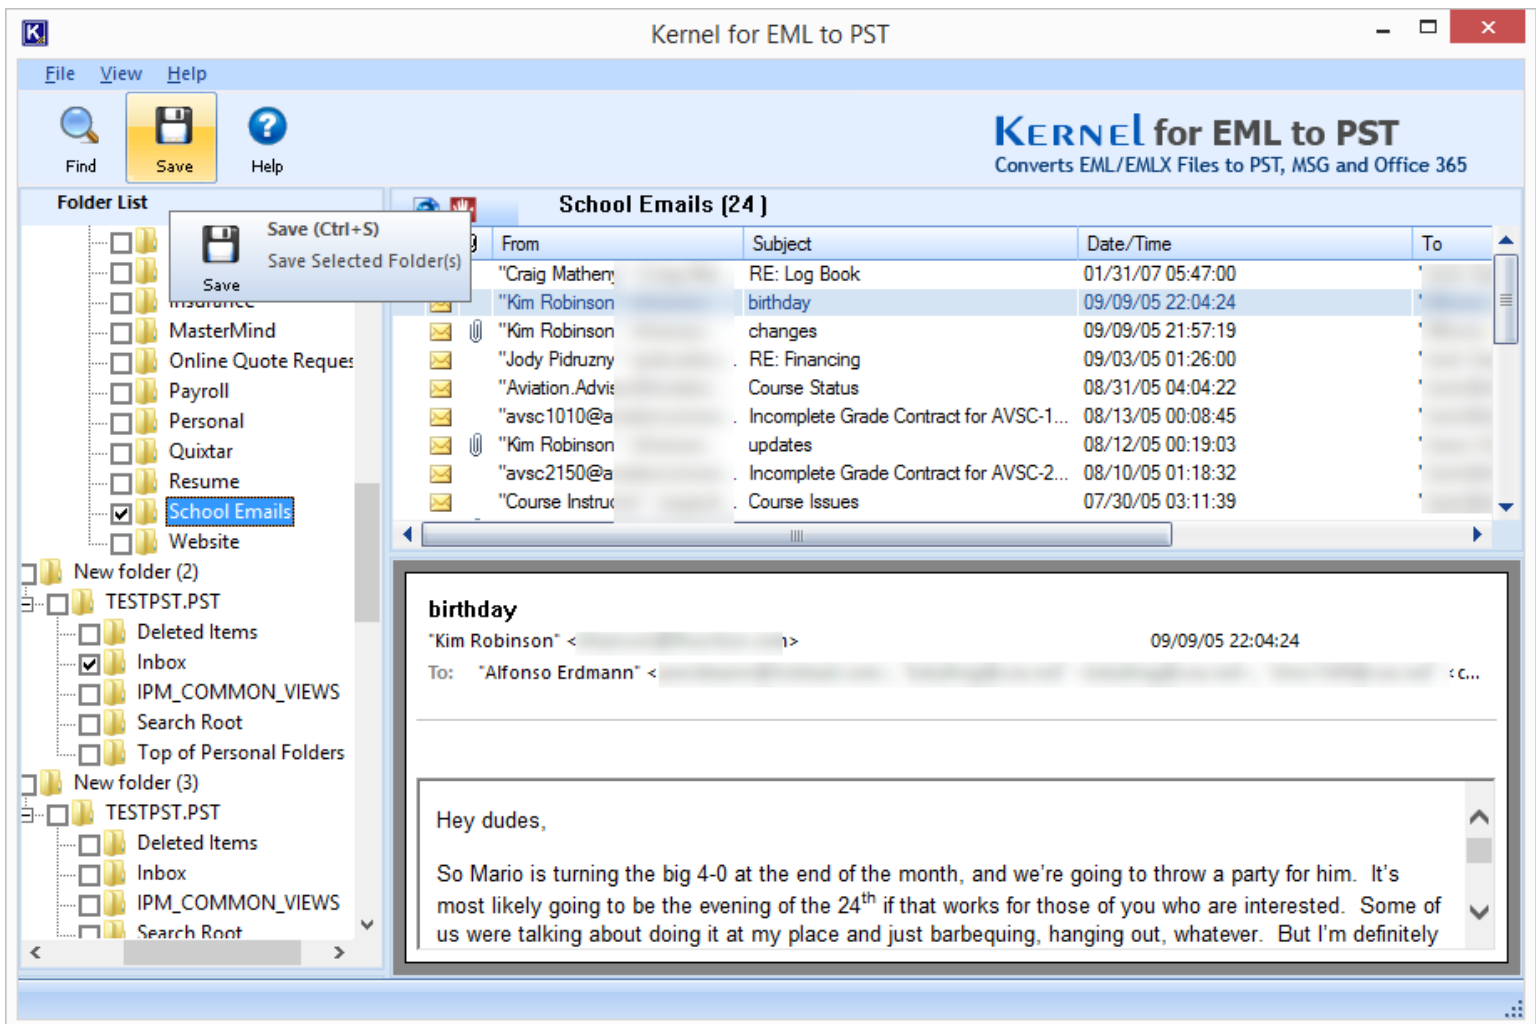 Kernel for EML to PST
File View Help
Find Save Help
KERNEL for EML to PST
Converts EML/EMLX Files to PST, MSG and Office 365
Folder List
Save (Ctrl+S)
Save Selected Folder(s)
Save
Insurance
MasterMind
Online Quote Reques
Payroll
Personal
Quixtar
Resume
School Emails
Website
New folder (2)
TESTPST.PST
Deleted Items
Inbox
IPM_COMMON_VIEWS
Search Root
Top of Personal Folders
New folder (3)
TESTPST.PST
Deleted Items
Inbox
IPM_COMMON_VIEWS
Search Root
School Emails (24)
From Subject Date/Time To
"Craig Matheny RE: Log Book 01/31/07 05:47:00 '
"Kim Robinson birthday 09/09/05 22:04:24 '
"Kim Robinson changes 09/09/05 21:57:19 '
"Jody Pidruzny . RE: Financing 09/03/05 01:26:00 '
"Aviation.Advis Course Status 08/31/05 04:04:22 '
"avsc1010@a . Incomplete Grade Contract for AVSC-1... 08/13/05 00:08:45 '
"Kim Robinson updates 08/12/05 00:19:03 '
"avsc2150@a . Incomplete Grade Contract for AVSC-2... 08/10/05 01:18:32 '
"Course Instruc . Course Issues 07/30/05 03:11:39 '
birthday
"Kim Robinson" < > 09/09/05 22:04:24
To: "Alfonso Erdmann" < <c...
Hey dudes,
So Mario is turning the big 4-0 at the end of the month, and we're going to throw a party for him. It's
most likely going to be the evening of the 24th if that works for those of you who are interested. Some of
us were talking about doing it at my place and just barbequing, hanging out, whatever. But I'm definitely